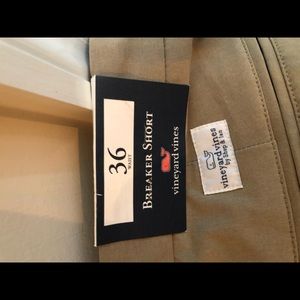 36
WAIST
BREAKER SHORT
vineyard vines
vineyard vines
by Shep & Ian